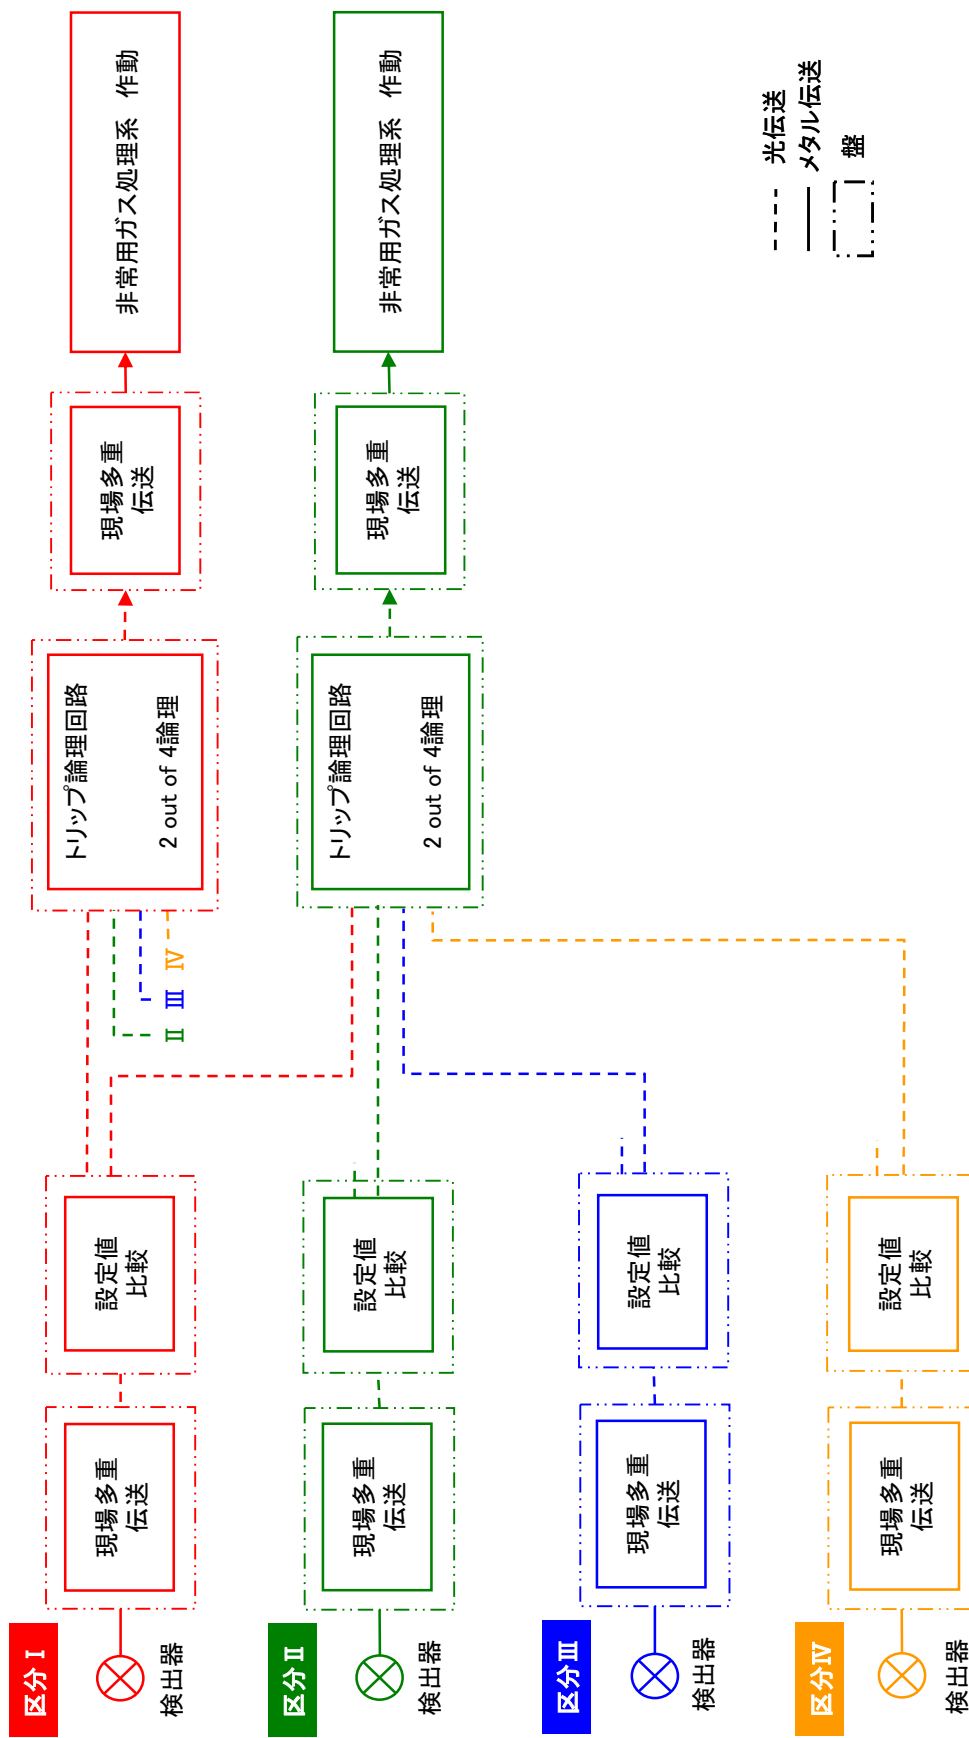 区分Ⅰ
検出器
現場多重
伝送
設定値
比較
トリップ論理回路
2 out of 4論理
現場多重
伝送
非常用ガス処理系 作動
Ⅱ
Ⅲ
Ⅳ
区分Ⅱ
検出器
現場多重
伝送
設定値
比較
トリップ論理回路
2 out of 4論理
現場多重
伝送
非常用ガス処理系 作動
区分Ⅲ
検出器
現場多重
伝送
設定値
比較
区分Ⅳ
検出器
現場多重
伝送
設定値
比較
光伝送
メタル伝送
盤